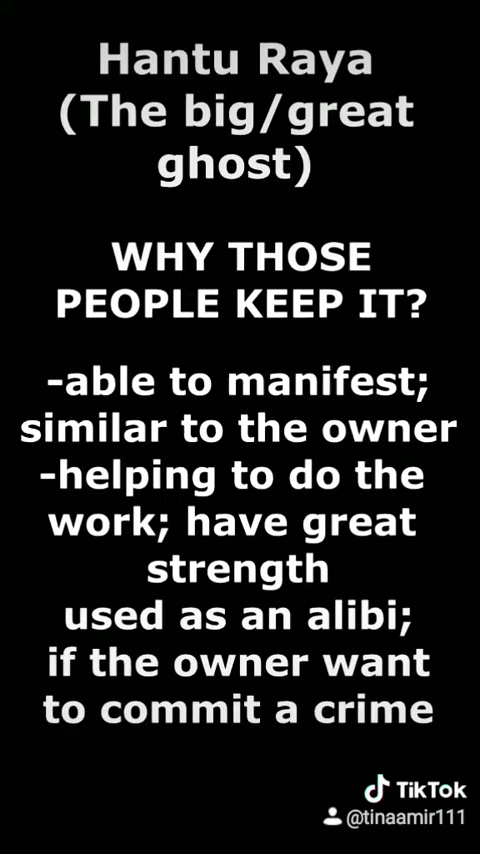 Hantu Raya
(The big/great
ghost)
WHY THOSE
PEOPLE KEEP IT?
-able to manifest;
similar to the owner
-helping to do the
work; have great
strength
used as an alibi;
if the owner want
to commit a crime
TikTok
@tinaamir111